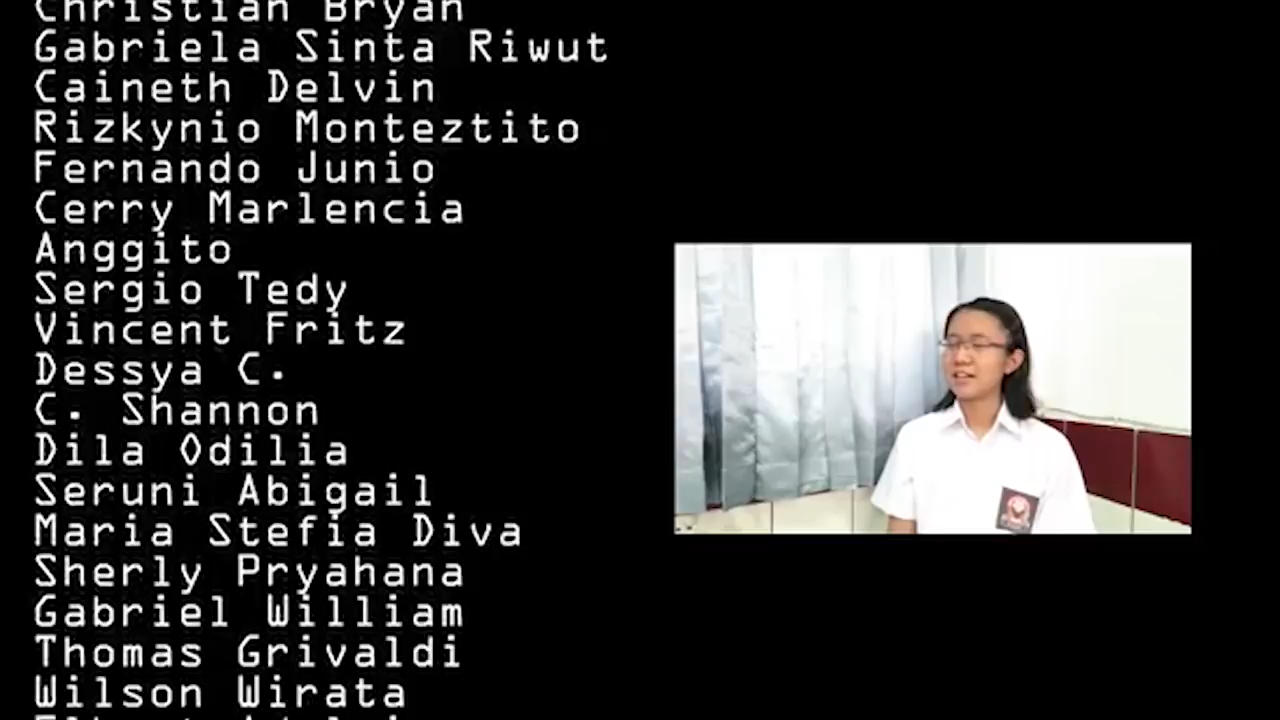 Christian Bryan
Gabriela Sinta Riwut
Caineth Delvin
Rizkynio Monteztito
Fernando Junio
Cerry Marlencia
Anggito
Sergio Tedy
Vincent Fritz
Dessya C.
C. Shannon
Dila Odilia
Seruni Abigail
Maria Stefia Diva
Sherly Pryahana
Gabriel William
Thomas Grivaldi
Wilson Wirata